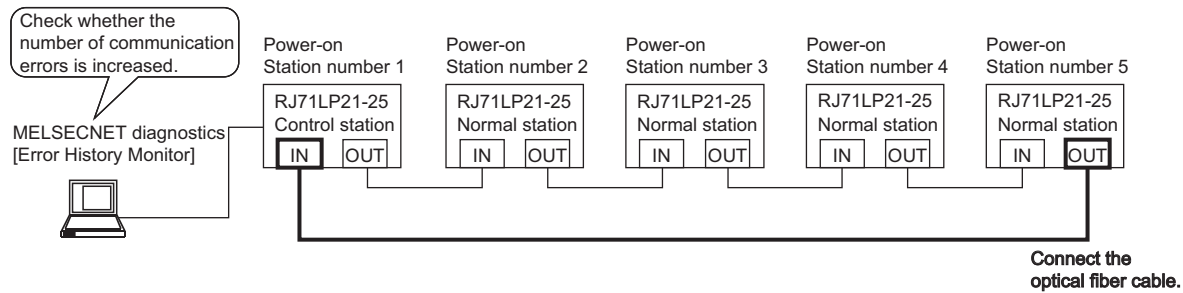 Check whether the
number of communication
errors is increased.
MELSECNET diagnostics
[Error History Monitor]
Power-on
Station number 1
RJ71LP21-25
Control station
IN OUT
Power-on
Station number 2
RJ71LP21-25
Normal station
IN OUT
Power-on
Station number 3
RJ71LP21-25
Normal station
IN OUT
Power-on
Station number 4
RJ71LP21-25
Normal station
IN OUT
Power-on
Station number 5
RJ71LP21-25
Normal station
IN OUT
Connect the
optical fiber cable.